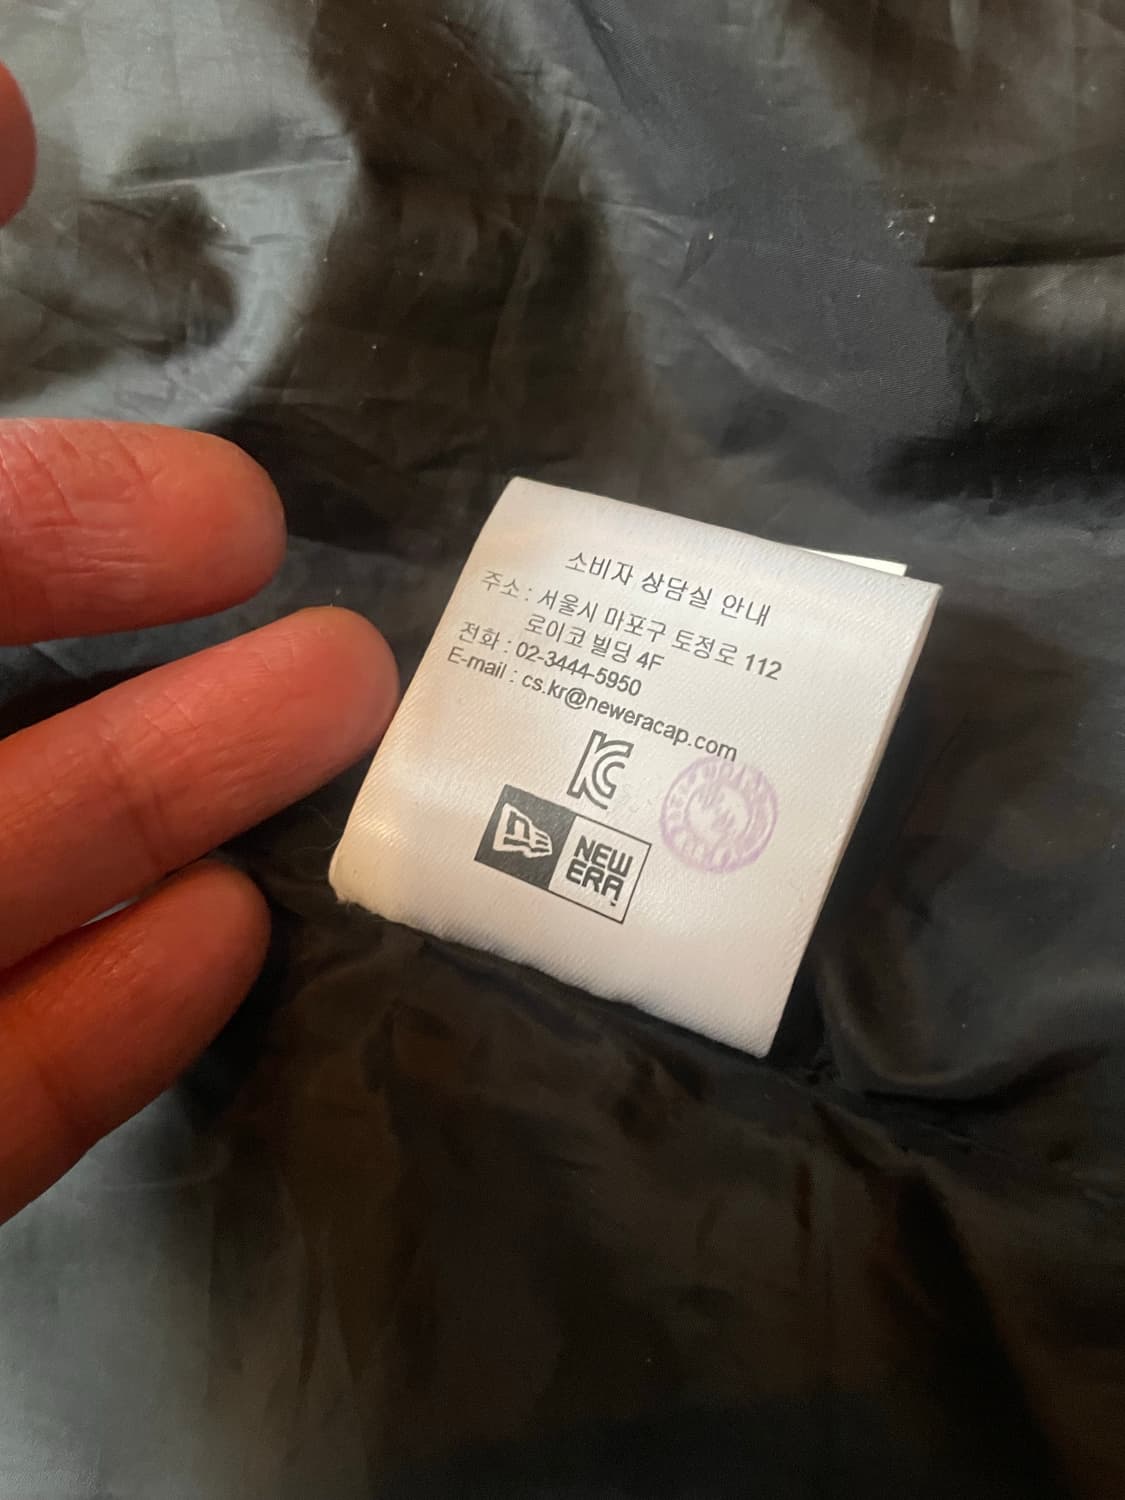 소비자 상담실 안내
주소 : 서울시 마포구 토정로 112
로이코 빌딩 4F
전화 : 02-3444-5950
E-mail : cs.kr@neweracap.com
NEW
ERA